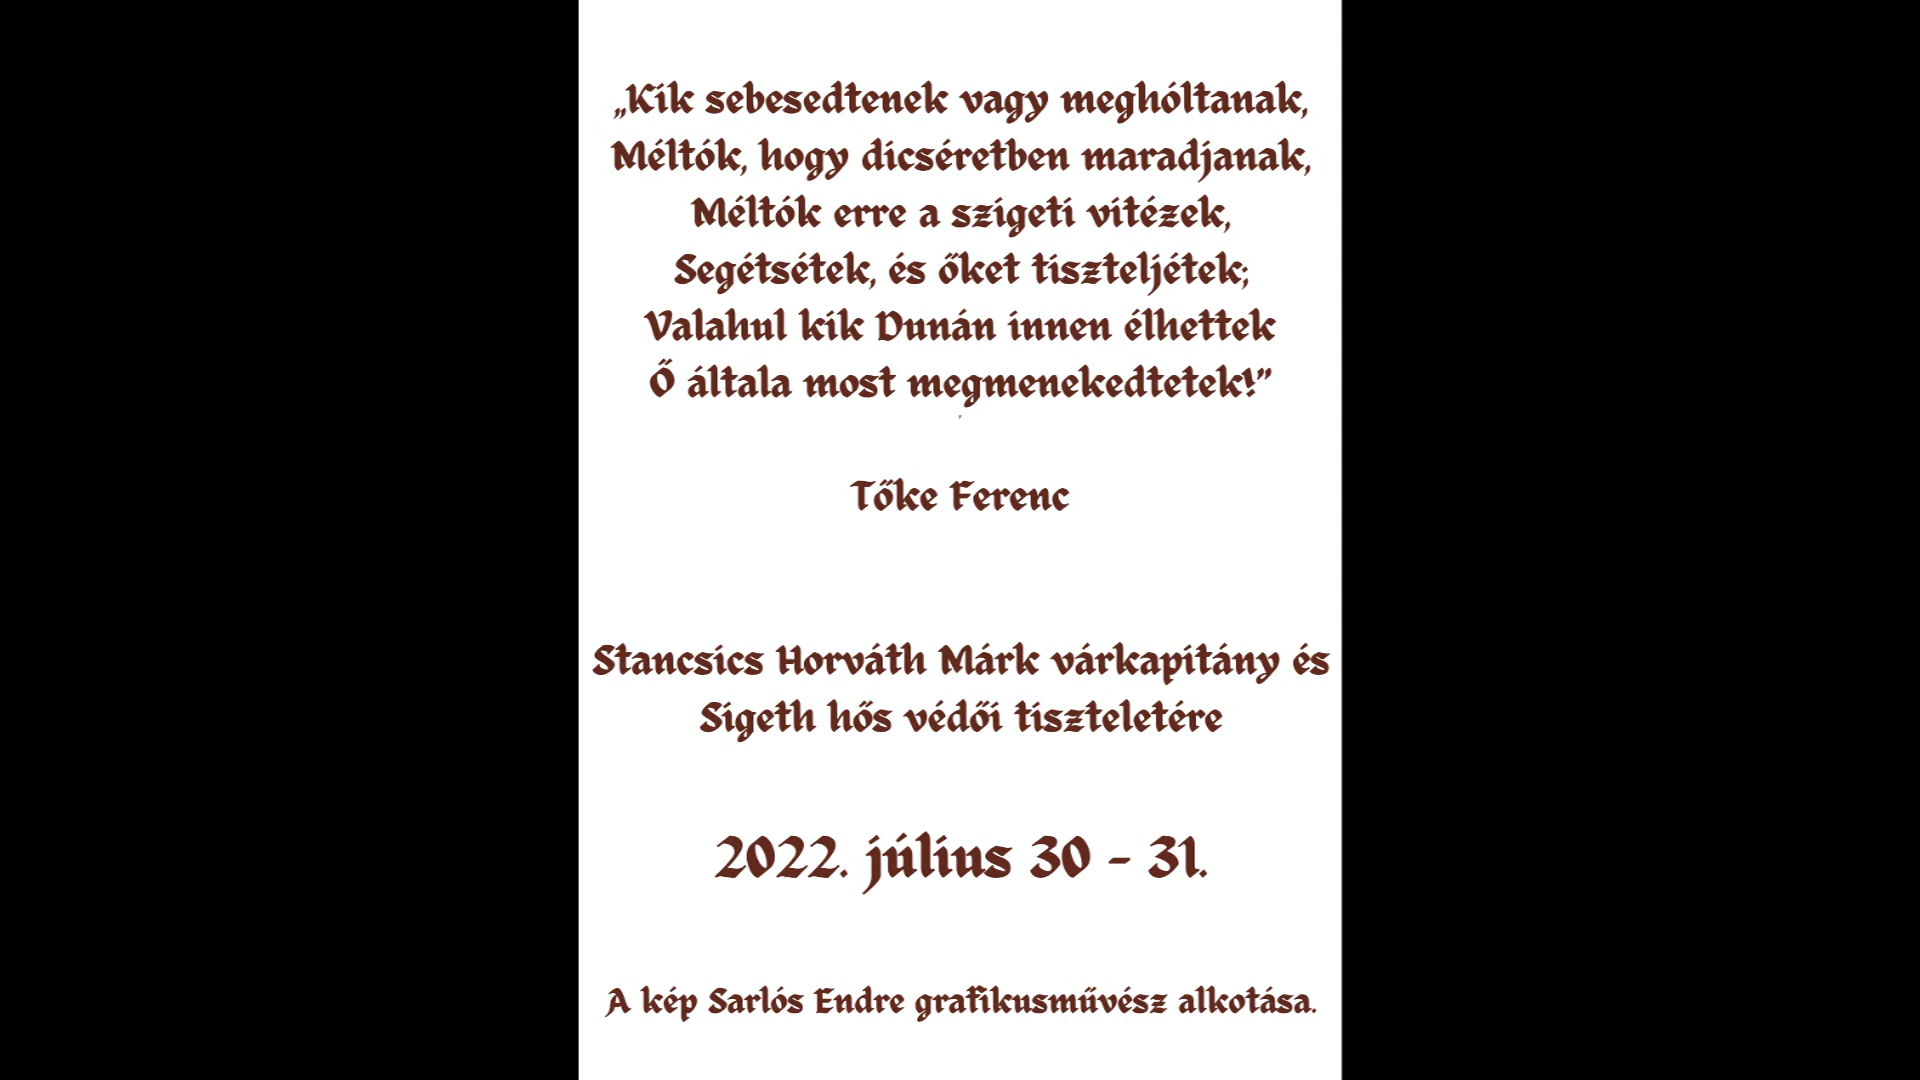 „Kik sebesedtenek vagy meghóltanak,
Méltók, hogy dicséretben maradjanak,
Méltók erre a szigeti vitézek,
Segétsétek, és őket tiszteljétek;
Valahul kik Dunán innen élhettek
Ő általa most megmenekedtetek!”
Tőke Ferenc
Stancsics Horváth Márk várkapitány és
Sigeth hős védői tiszteletére
2022. július 30 - 31.
A kép Sarlós Endre grafikusművész alkotása.